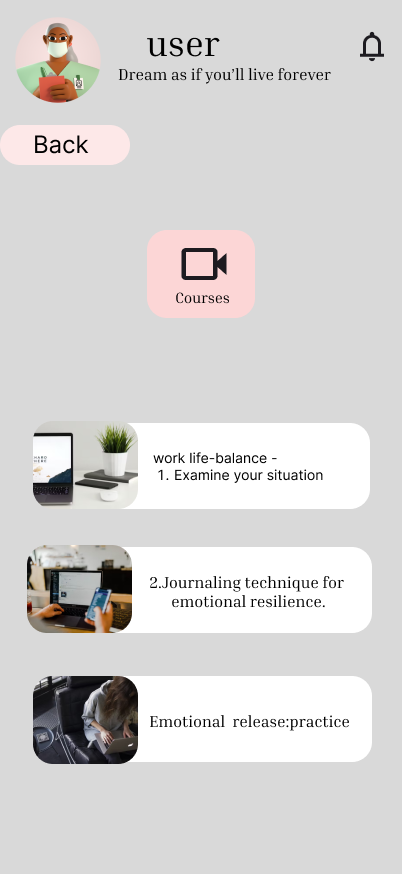 user
Dream as if you'll live forever
Back
Courses
work life-balance -
1. Examine your situation
2.Journaling technique for
emotional resilience.
Emotional release:practice